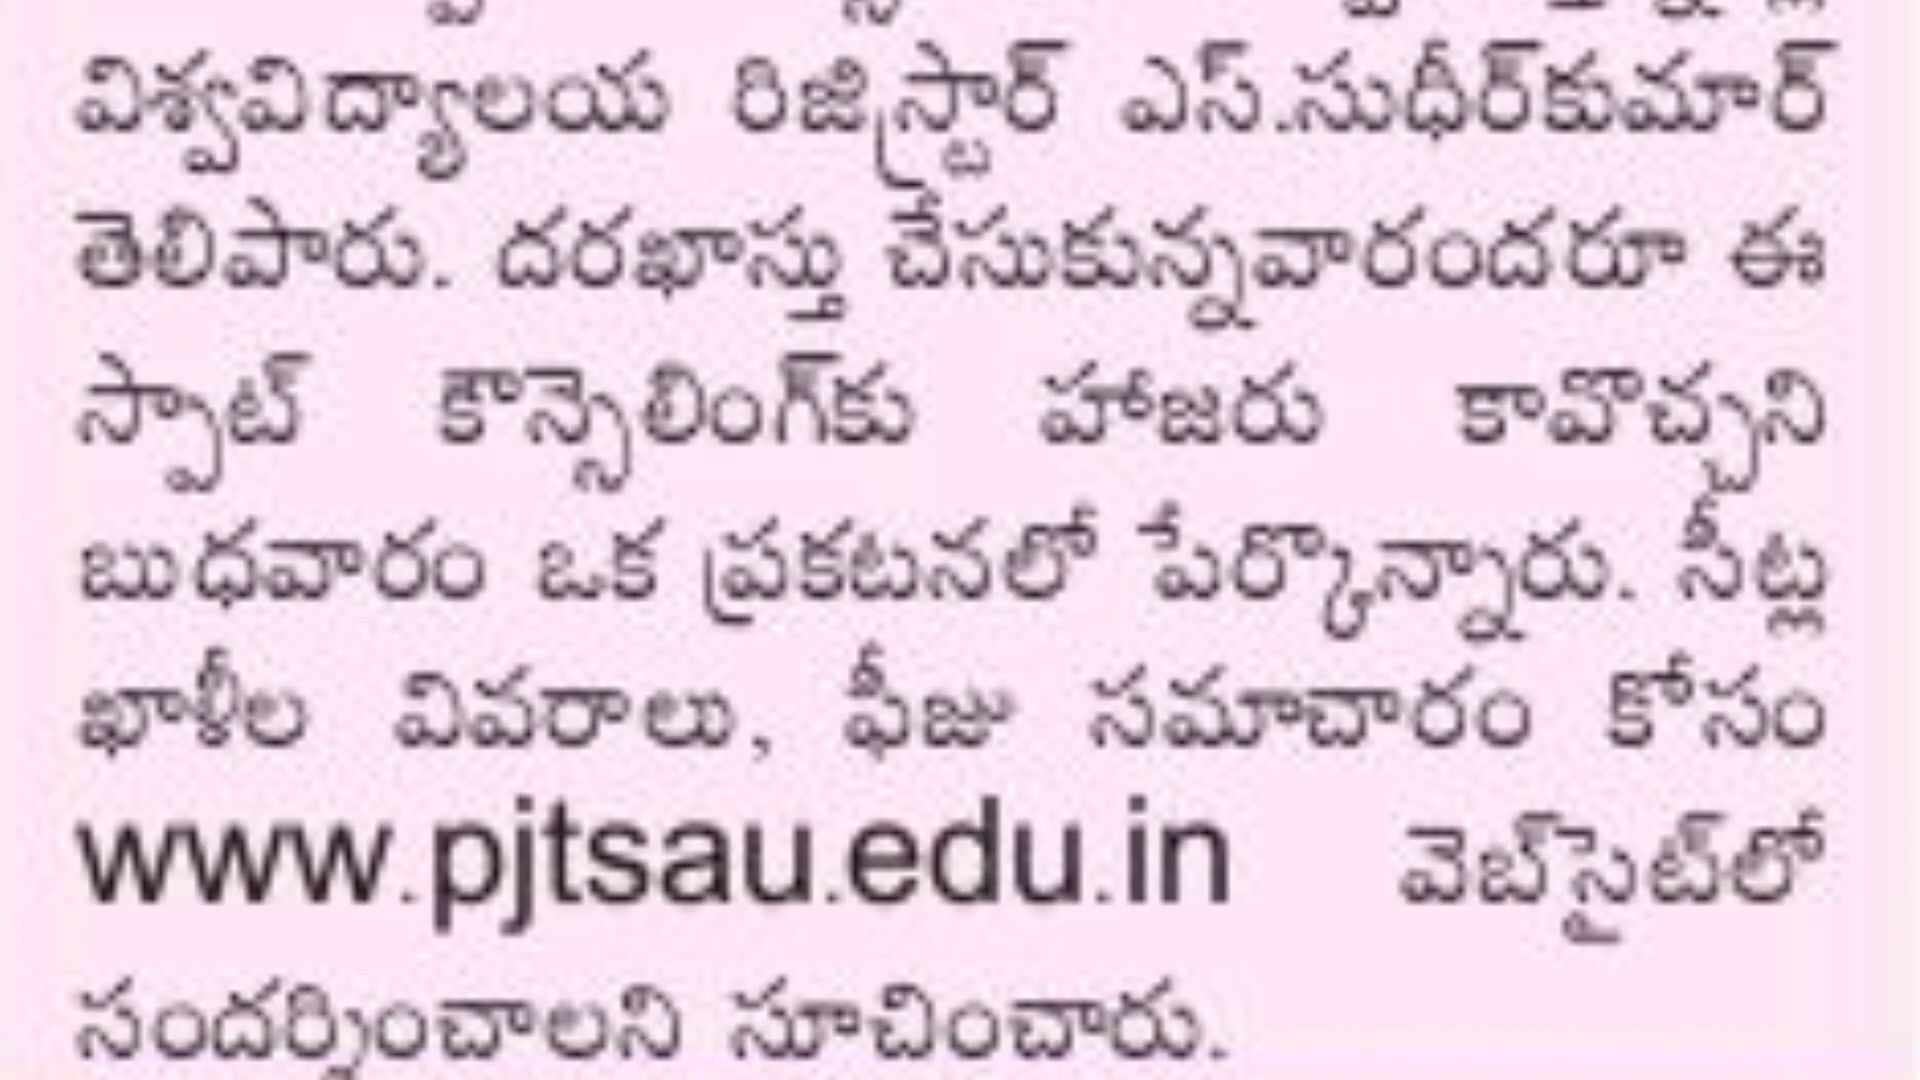 విశ్వవిద్యాలయ రిజిస్ట్రార్ ఎస్.సుధీర్‌కుమార్
తెలిపారు. దరఖాస్తు చేసుకున్నవారందరూ ఈ
స్పాట్ కౌన్సెలింగ్‌కు హాజరు కావొచ్చని
బుధవారం ఒక ప్రకటనలో పేర్కొన్నారు. సీట్ల
ఖాళీల వివరాలు, ఫీజు సమాచారం కోసం
www.pjtsau.edu.in వెబ్‌సైట్‌లో
సందర్శించాలని సూచించారు.